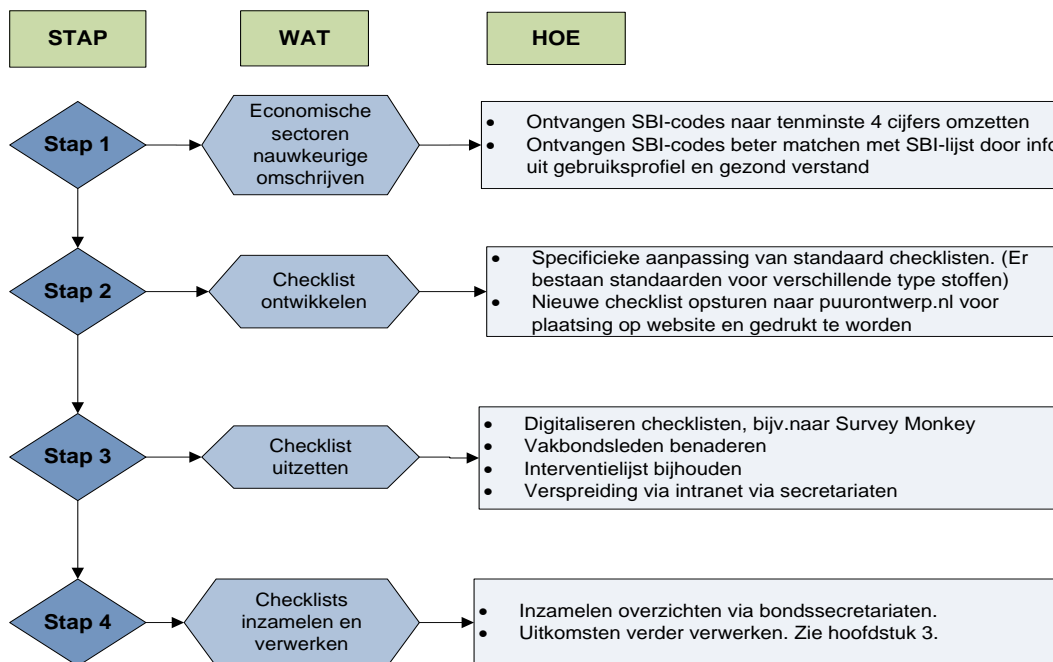 STAP
WAT
HOE
Stap 1
Economische
sectoren
nauwkeurige
omschrijven
• Ontvangen SBI-codes naar tenminste 4 cijfers omzetten
• Ontvangen SBI-codes beter matchen met SBI-lijst door info
uit gebruiksprofiel en gezond verstand
Stap 2
Checklist
ontwikkelen
• Specificieke aanpassing van standaard checklisten. (Er
bestaan standaarden voor verschillende type stoffen)
• Nieuwe checklist opsturen naar puurontwerp.nl voor
plaatsing op website en gedrukt te worden
Stap 3
Checklist
uitzetten
• Digitaliseren checklisten, bijv.naar Survey Monkey
• Vakbondsleden benaderen
• Interventielijst bijhouden
• Verspreiding via intranet via secretariaten
Stap 4
Checklists
inzamelen en
verwerken
• Inzamelen overzichten via bondssecretariaten.
• Uitkomsten verder verwerken. Zie hoofdstuk 3.